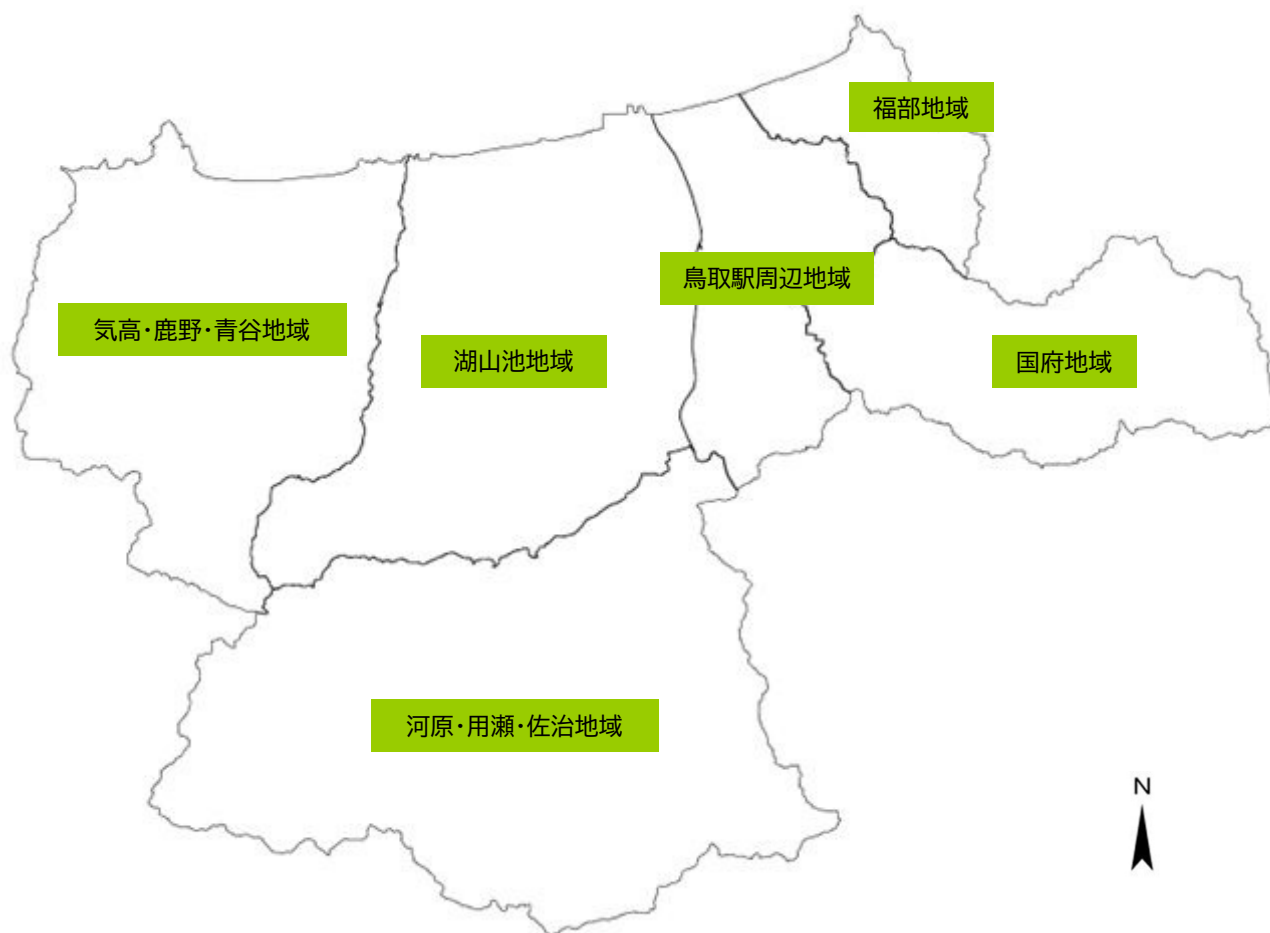 福部地域
鳥取駅周辺地域
気高・鹿野・青谷地域
湖山池地域
国府地域
河原・用瀬・佐治地域
N